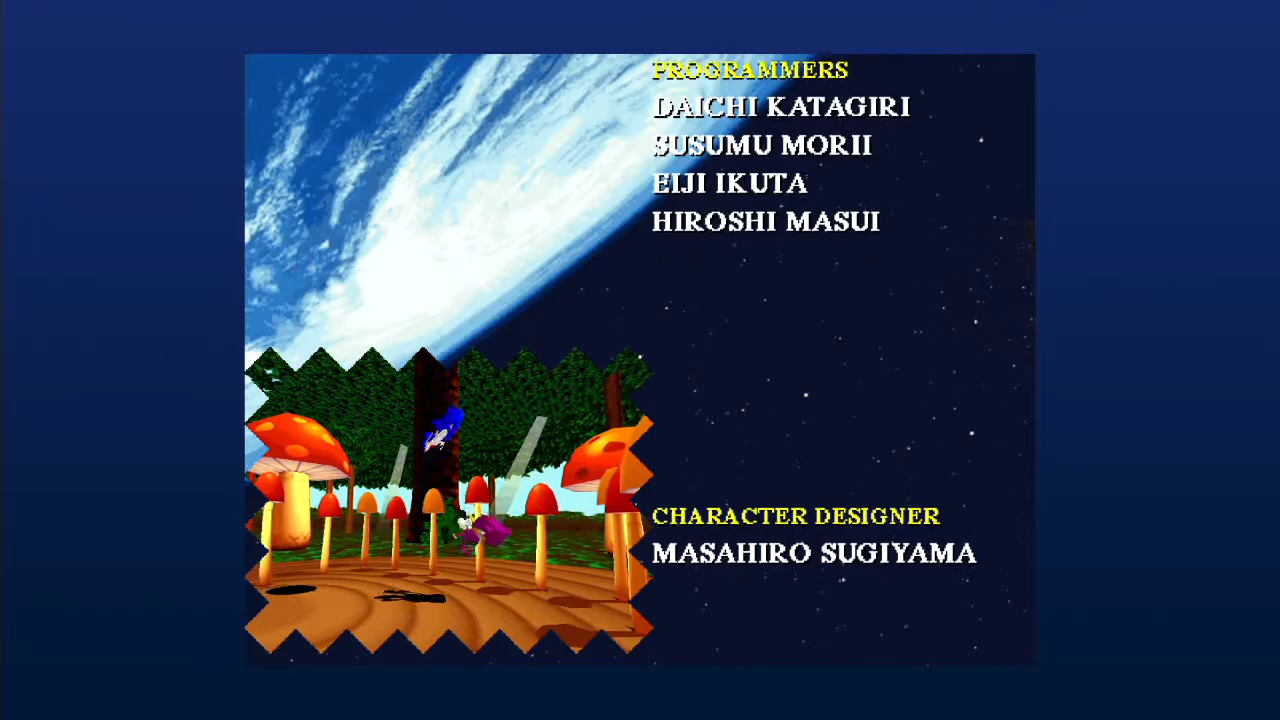 PROGRAMMERS
DAICHI KATAGIRI
SUSUMU MORII
EIJI IKUTA
HIROSHI MASUI
CHARACTER DESIGNER
MASAHIRO SUGIYAMA